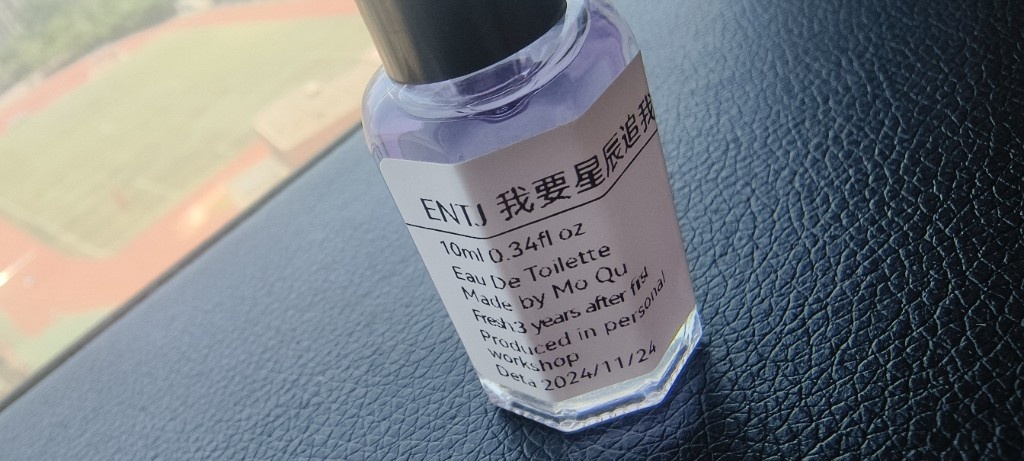 ENTJ 我要星辰追我
10ml 0.34fl oz
Eau De Toilette
Made by Mo Qu
Fresh3 years after first
Produced in personal
workshop
Deta 2024/11/24